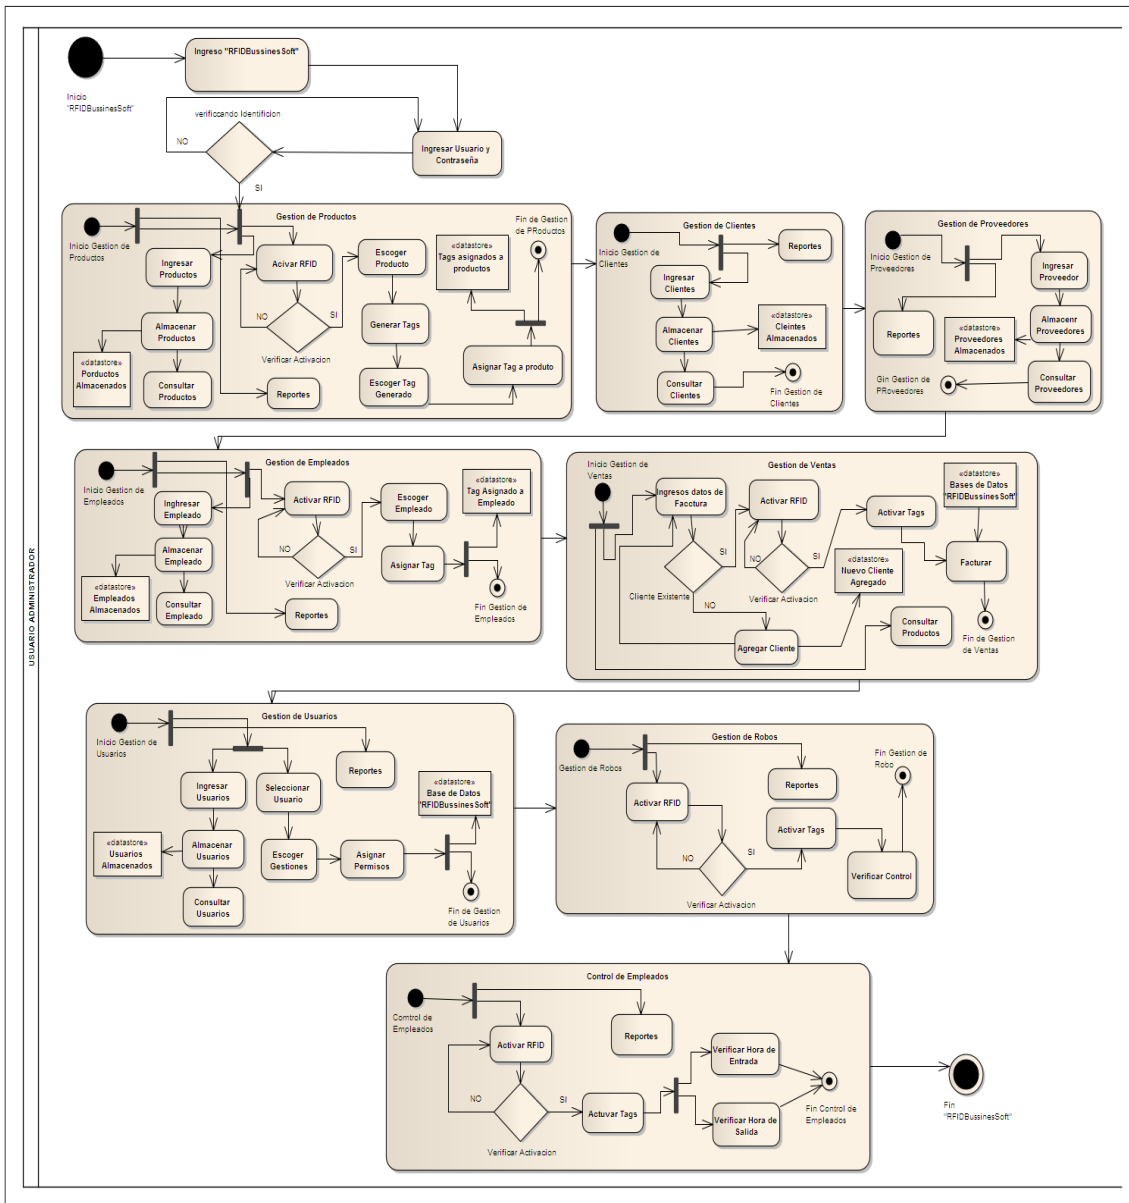 USUARIO ADMINISTRADOR
Inicio
"RFIDBussinesSoft"
Ingreso "RFIDBussinesSoft"
verificcando Identificion
NO
SI
Ingresar Usuario y
Contraseña
Gestion de Productos
Inicio Gestion de
Productos
Ingresar
Productos
Almacenar
Productos
«datastore»
Porductos
Almacenados
Consultar
Productos
Acivar RFID
NO
SI
Verificar Activacion
Reportes
Escoger
Producto
Generar Tags
Escoger Tag
Generado
«datastore»
Tags asignados a
productos
Fin de Gestion
de PRoductos
Asignar Tag a produto
Gestion de Clientes
Inicio Gestion de
Clientes
Reportes
Ingresar
Clientes
Almacenar
Clientes
«datastore»
Cleintes
Almacenados
Consultar
Clientes
Fin Gestion de
Clientes
Gestion de Proveedores
Inicio Gestion de
Proveedores
Ingresar
Proveedor
Reportes
«datastore»
Proveedores
Almacenados
Almacenr
Proveedores
Gin Gestion de
PRoveedores
Consultar
Proveedores
Gestion de Empleados
Inicio Gestion de
Empleados
Inghresar
Empleado
Almacenar
Empleado
«datastore»
Empleados
Almacenados
Consultar
Empleado
Activar RFID
NO
SI
Verificar Activacion
Reportes
Escoger
Empleado
Asignar Tag
«datastore»
Tag Asignado a
Empleado
Fin Gestion de
Empleados
Gestion de Ventas
Inicio Gestion de
Ventas
Ingresos datos de
Facctura
SI
Cliente Existente
NO
Agregar Cliente
Activar RFID
NO
SI
Verificar Activacion
Activar Tags
«datastore»
Bases de Datos
"RFIDBussinesSoft"
«datastore»
Nuevo Cliente
Agregado
Facturar
Consultar
Productos
Fin de Gestion
de Ventas
Gestion de Usuarios
Inicio Gestion de
Usuarios
Reportes
Ingresar
Usuarios
Seleccionar
Usuario
«datastore»
Base de Datos
"RFIDBussinesSoft"
«datastore»
Usuarios
Almacenados
Almacenar
Usuarios
Escoger
Gestiones
Asignar
Permisos
Consultar
Usuarios
Fin de Gestion
de Usuarios
Gestion de Robos
Gestion de Robos
Fin Gestion de
Robo
Reportes
Activar RFID
NO
SI
Verificar Activacion
Activar Tags
Verificar Control
Control de Empleados
Comtrol de
Empleados
Reportes
Activar RFID
NO
SI
Verificar Activacion
Actuvar Tags
Verificar Hora de
Entrada
Verificar Hora de
Salida
Fin Control de
Empleados
Fin
"RFIDBussinesSoft"